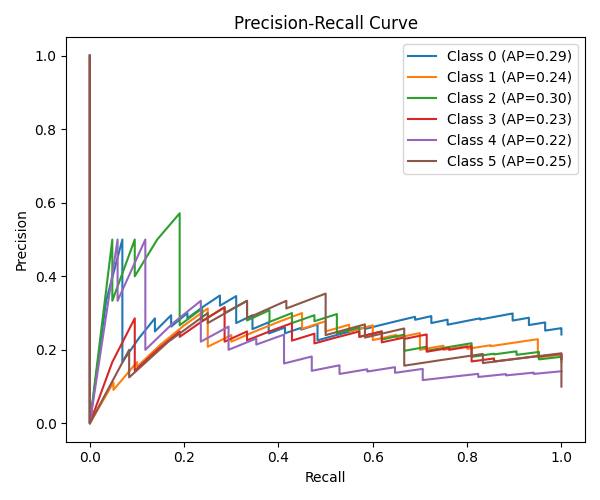 Precision-Recall Curve
Class 0 (AP=0.29)
Class 1 (AP=0.24)
Class 2 (AP=0.30)
Class 3 (AP=0.23)
Class 4 (AP=0.22)
Class 5 (AP=0.25)
Precision
1.0
0.8
0.6
0.4
0.2
0.0
0.0 0.2 0.4 0.6 0.8 1.0
Recall